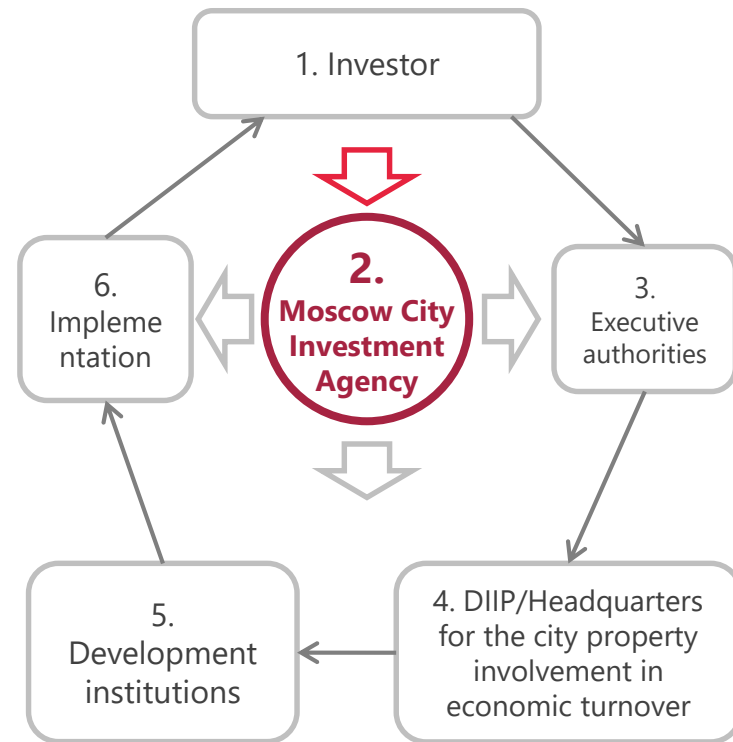 1. Investor
2.
Moscow City
Investment
Agency
3.
Executive
authorities
4. DIIP/Headquarters
for the city property
involvement in
economic turnover
5.
Development
institutions
6.
Impleme
ntation